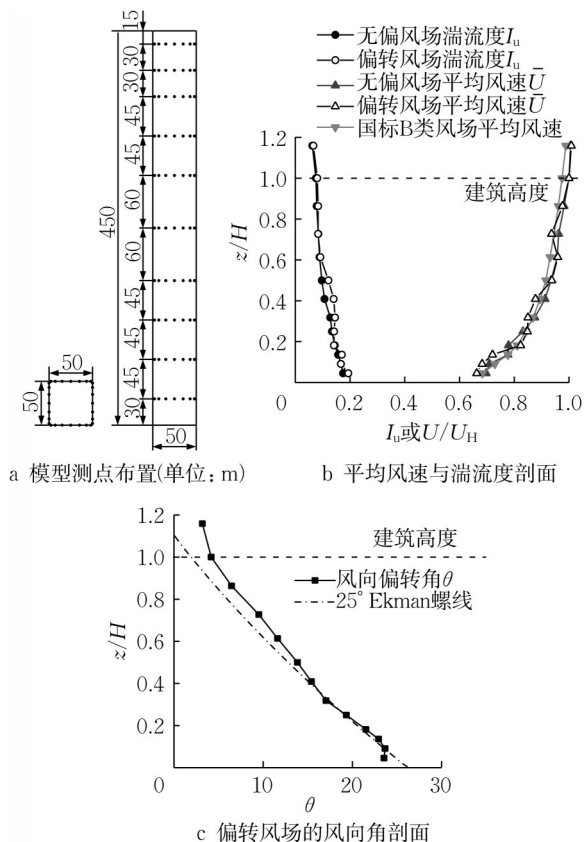 15
30
30
45
45
60
450
60
45
45
45
30
50
50
50
a 模型测点布置(单位: m)
无偏风场湍流度Iu
偏转风场湍流度Iu
无偏风场平均风速Ū
偏转风场平均风速Ū
国标B类风场平均风速
1.2
1.0
建筑高度
0.8
z/H
0.6
0.4
0.2
0
0.2
0.4
0.6
0.8
1.0
Iu或U/UH
b 平均风速与湍流度剖面
1.2
建筑高度
1.0
风向偏转角θ
25° Ekman螺线
0.8
z/H
0.6
0.4
0.2
0
10
20
30
θ
c 偏转风场的风向角剖面